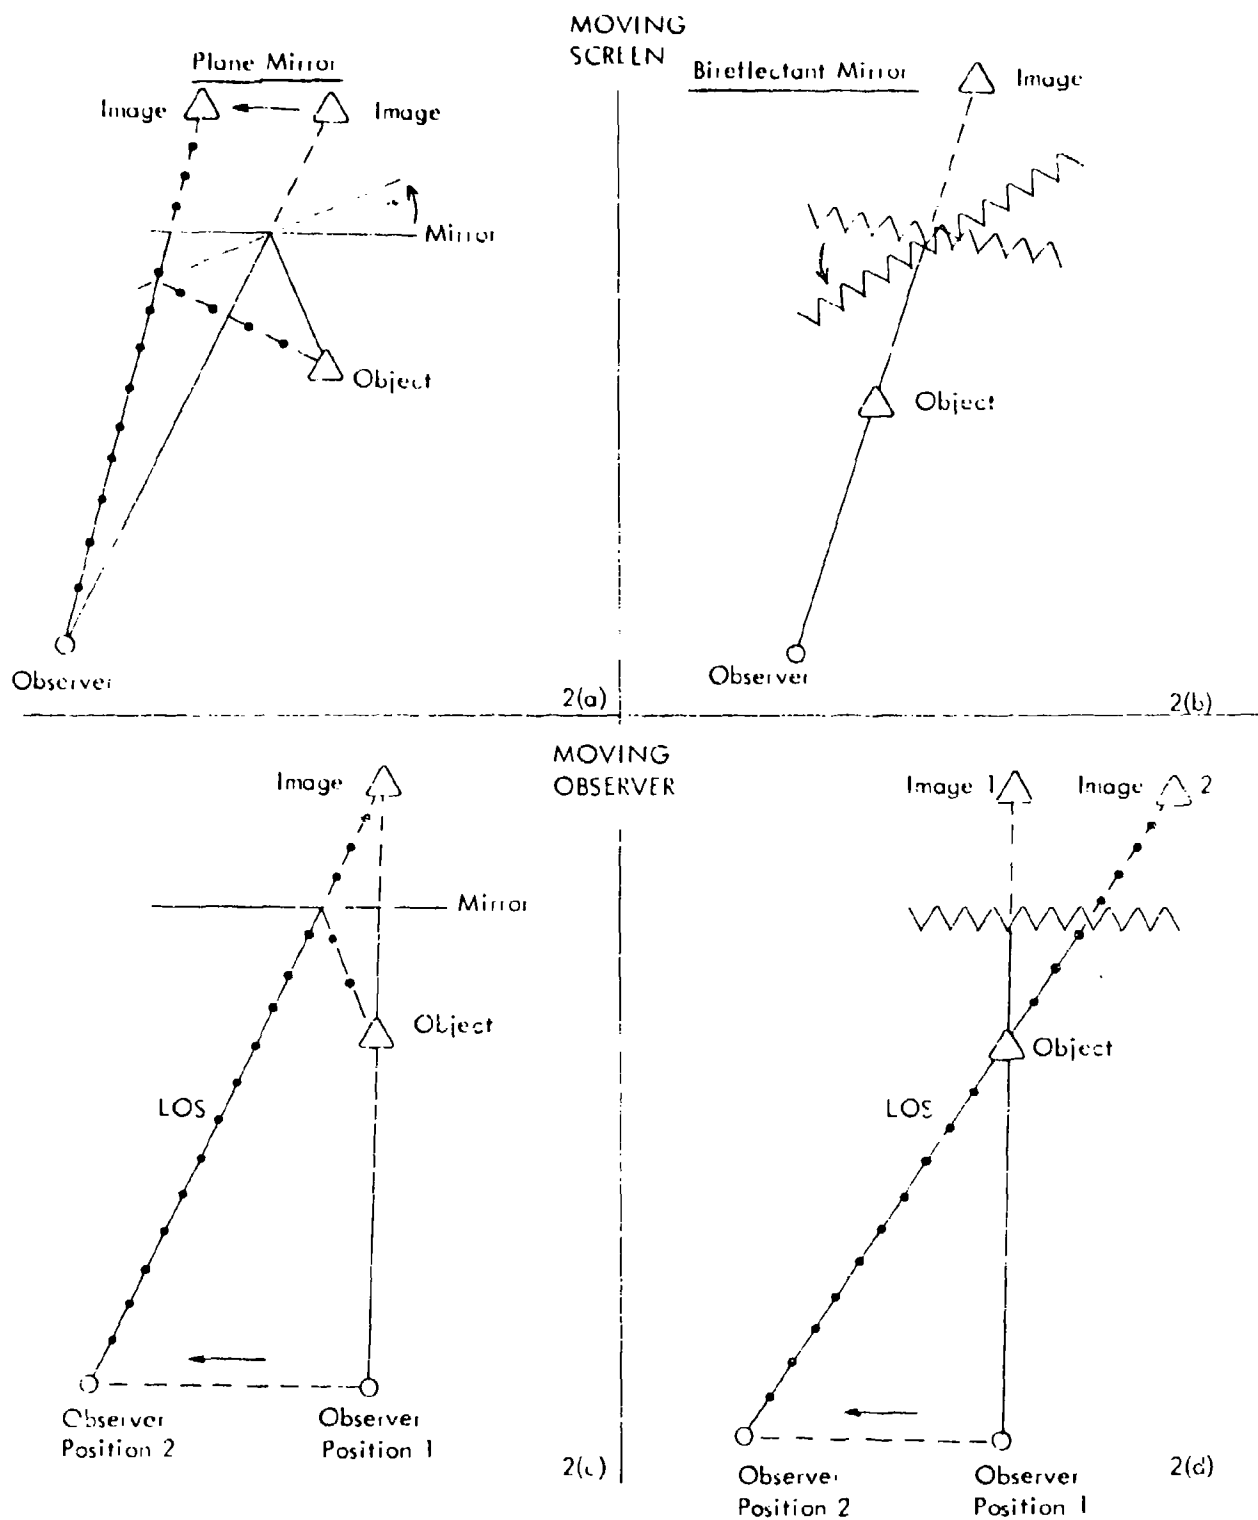 MOVING
SCREEN
Plane Mirror
Image
Image
Mirror
Object
Observer
2(a)
Bireflectant Mirror
Image
Object
Observer
2(b)
MOVING
OBSERVER
Image
Mirror
Object
LOS
Observer
Position 2
Observer
Position 1
2(c)
Image 1
Image 2
Object
LOS
Observer
Position 2
Observer
Position 1
2(d)